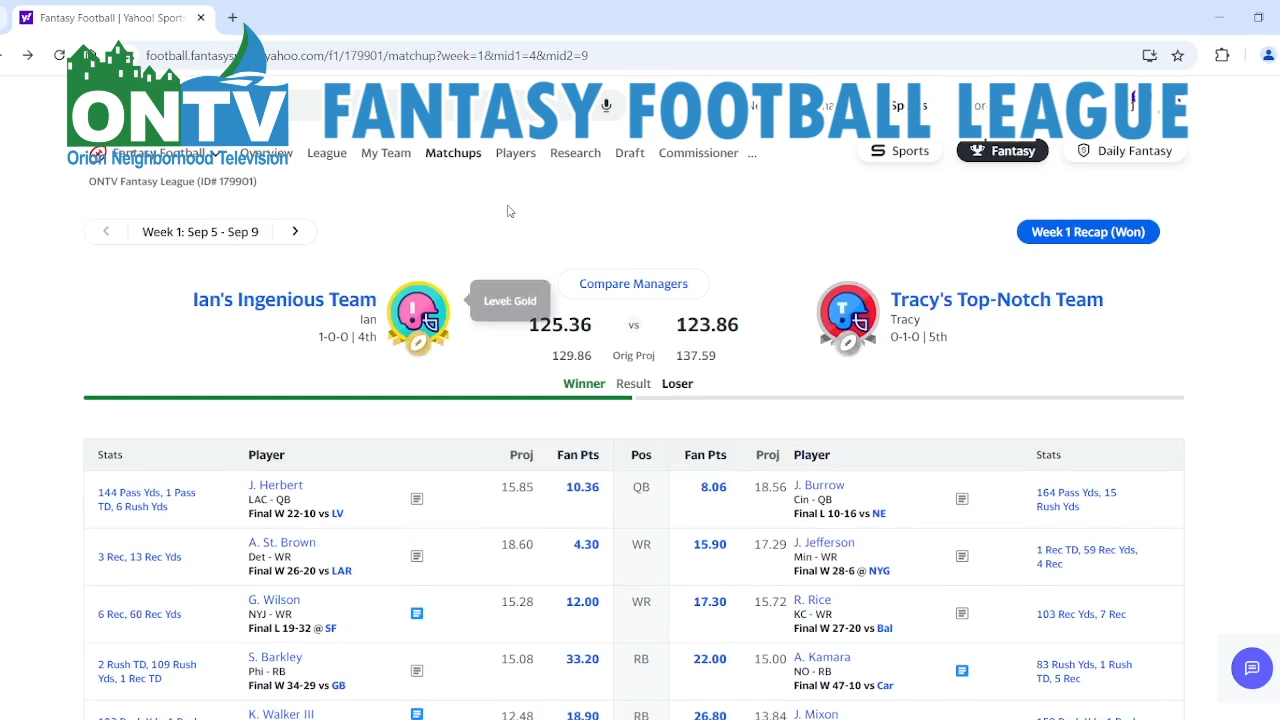 Fantasy Football | Yahoo! Sports
football.fantasysp yahoo.com/f1/179901/matchup?week=1&mid1=4&mid2=9
ONTV
Orion Neighborhood Television
FANTASY FOOTBALL LEAGUE
Fantasy Football Overview League My Team Matchups Players Research Draft Commissioner ... Sports Fantasy Daily Fantasy
ONTV Fantasy League (ID# 179901)
Week 1: Sep 5 - Sep 9
Week 1 Recap (Won)
Compare Managers
Ian's Ingenious Team
Ian
1-0-0 | 4th
I
Level: Gold
125.36 vs 123.86
129.86 Orig Proj 137.59
Winner Result Loser
T
Tracy's Top-Notch Team
Tracy
0-1-0 | 5th
Stats Player Proj Fan Pts Pos Fan Pts Proj Player Stats
144 Pass Yds, 1 Pass
TD, 6 Rush Yds
J. Herbert
LAC - QB
Final W 22-10 vs LV
15.85 10.36 QB 8.06 18.56
J. Burrow
Cin - QB
Final L 10-16 vs NE
164 Pass Yds, 15
Rush Yds
3 Rec, 13 Rec Yds
A. St. Brown
Det - WR
Final W 26-20 vs LAR
18.60 4.30 WR 15.90 17.29
J. Jefferson
Min - WR
Final W 28-6 @ NYG
1 Rec TD, 59 Rec Yds,
4 Rec
6 Rec, 60 Rec Yds
G. Wilson
NYJ - WR
Final L 19-32 @ SF
15.28 12.00 WR 17.30 15.72
R. Rice
KC - WR
Final W 27-20 vs Bal
103 Rec Yds, 7 Rec
2 Rush TD, 109 Rush
Yds, 1 Rec TD
S. Barkley
Phi - RB
Final W 34-29 vs GB
15.08 33.20 RB 22.00 15.00
A. Kamara
NO - RB
Final W 47-10 vs Car
83 Rush Yds, 1 Rush
TD, 5 Rec
K. Walker III
12.48 18.90 RB 26.80 13.84
J. Mixon